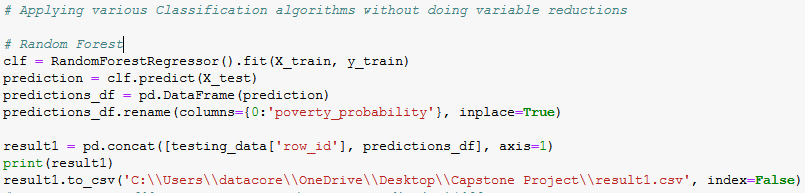 # Applying various Classification algorithms without doing variable reductions
# Random Forest
clf = RandomForestRegressor().fit(X_train, y_train)
prediction = clf.predict(X_test)
predictions_df = pd.DataFrame(prediction)
predictions_df.rename(columns={0:'poverty_probability'}, inplace=True)
result1 = pd.concat([testing_data['row_id'], predictions_df], axis=1)
print(result1)
result1.to_csv('C:\\Users\\datacore\\OneDrive\\Desktop\\Capstone Project\\result1.csv', index=False)